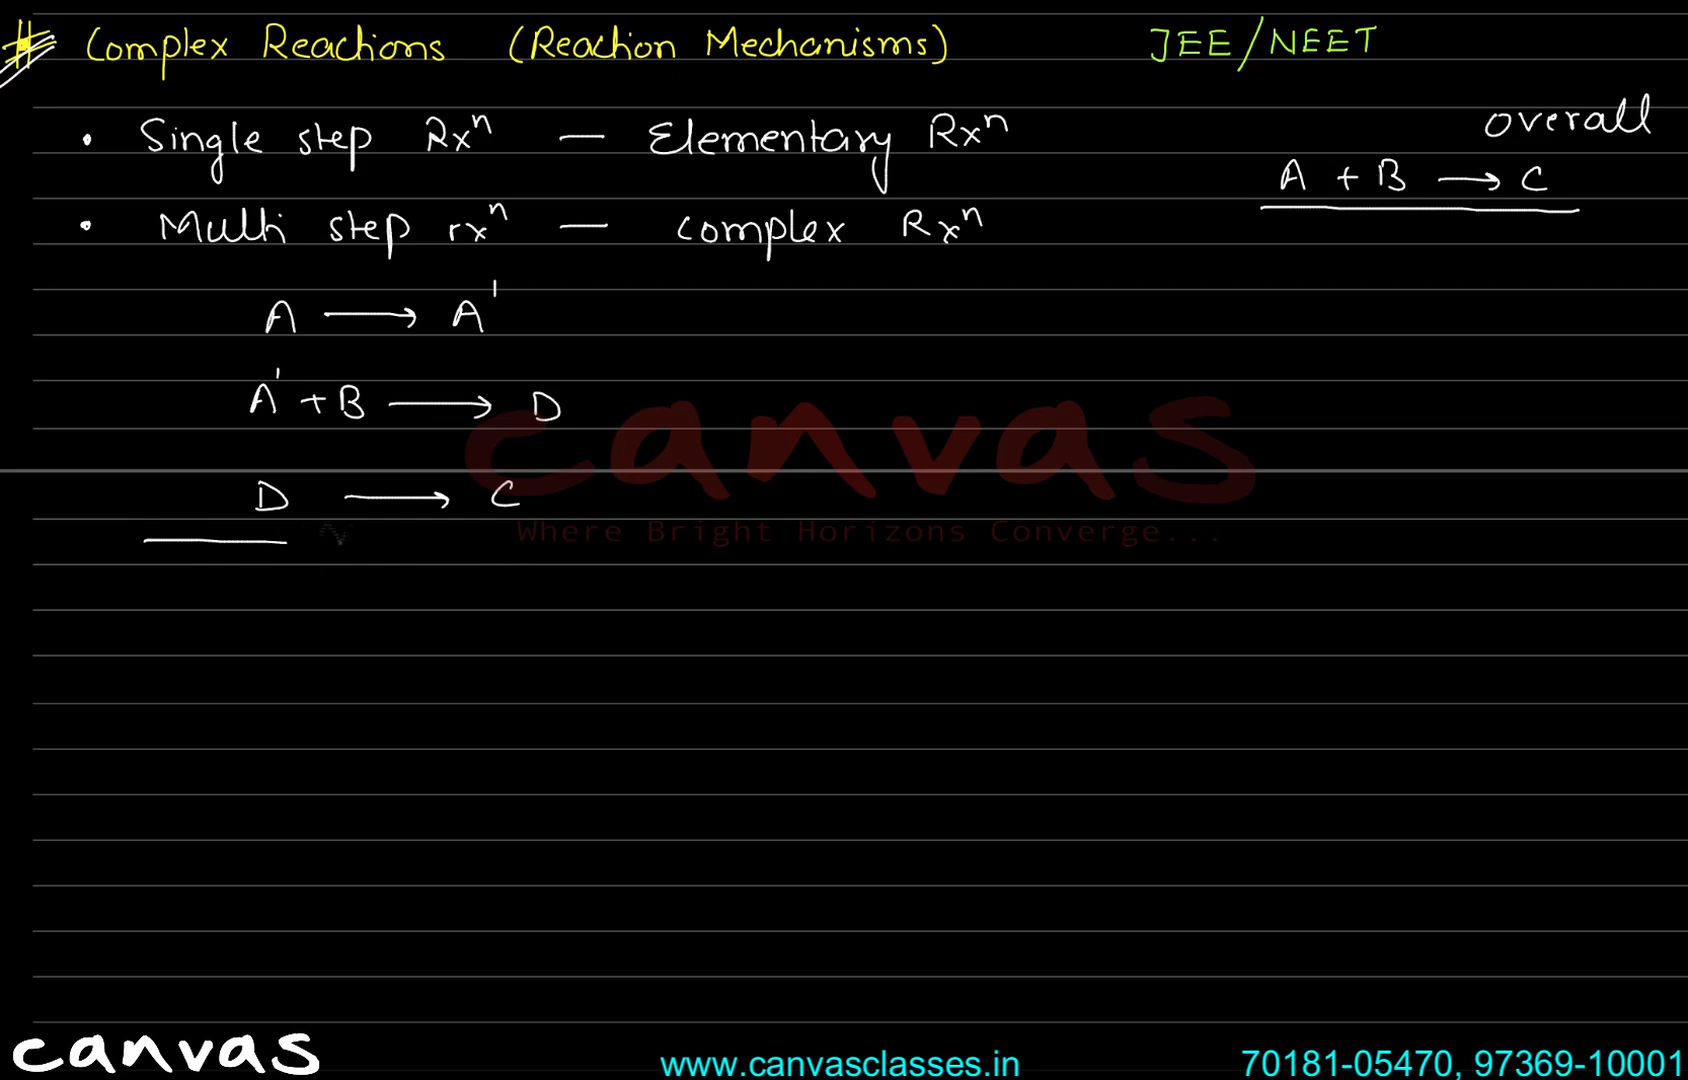 # Complex Reactions (Reaction Mechanisms) JEE/NEET
overall
• Single step Rxⁿ — Elementary Rxⁿ
A + B ⟶ C
• Multi step rxⁿ — complex Rxⁿ
A ⟶ A'
A' + B ⟶ D
D ⟶ C
canvas
Where Bright Horizons Converge...
canvas www.canvasclasses.in 70181-05470, 97369-10001